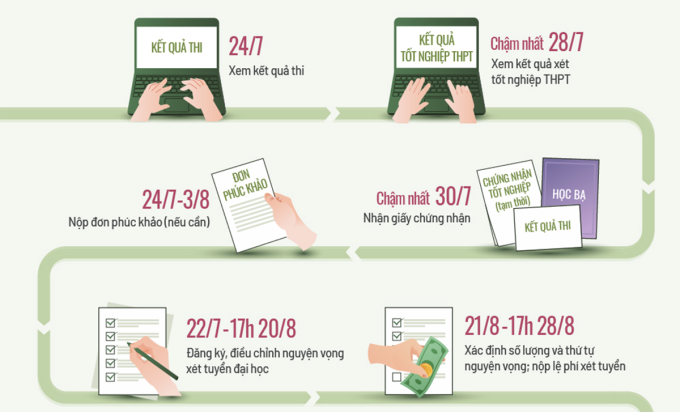 KẾT QUẢ THI
24/7
Xem kết quả thi
KẾT QUẢ
TỐT NGHIỆP THPT
Chậm nhất 28/7
Xem kết quả xét
tốt nghiệp THPT
ĐƠN
PHÚC KHẢO
24/7-3/8
Nộp đơn phúc khảo (nếu cần)
Chậm nhất 30/7
Nhận giấy chứng nhận
CHỨNG NHẬN
TỐT NGHIỆP
(tạm thời)
HỌC BẠ
KẾT QUẢ THI
22/7-17h 20/8
Đăng ký, điều chỉnh nguyện vọng
xét tuyển đại học
21/8-17h 28/8
Xác định số lượng và thứ tự
nguyện vọng; nộp lệ phí xét tuyển